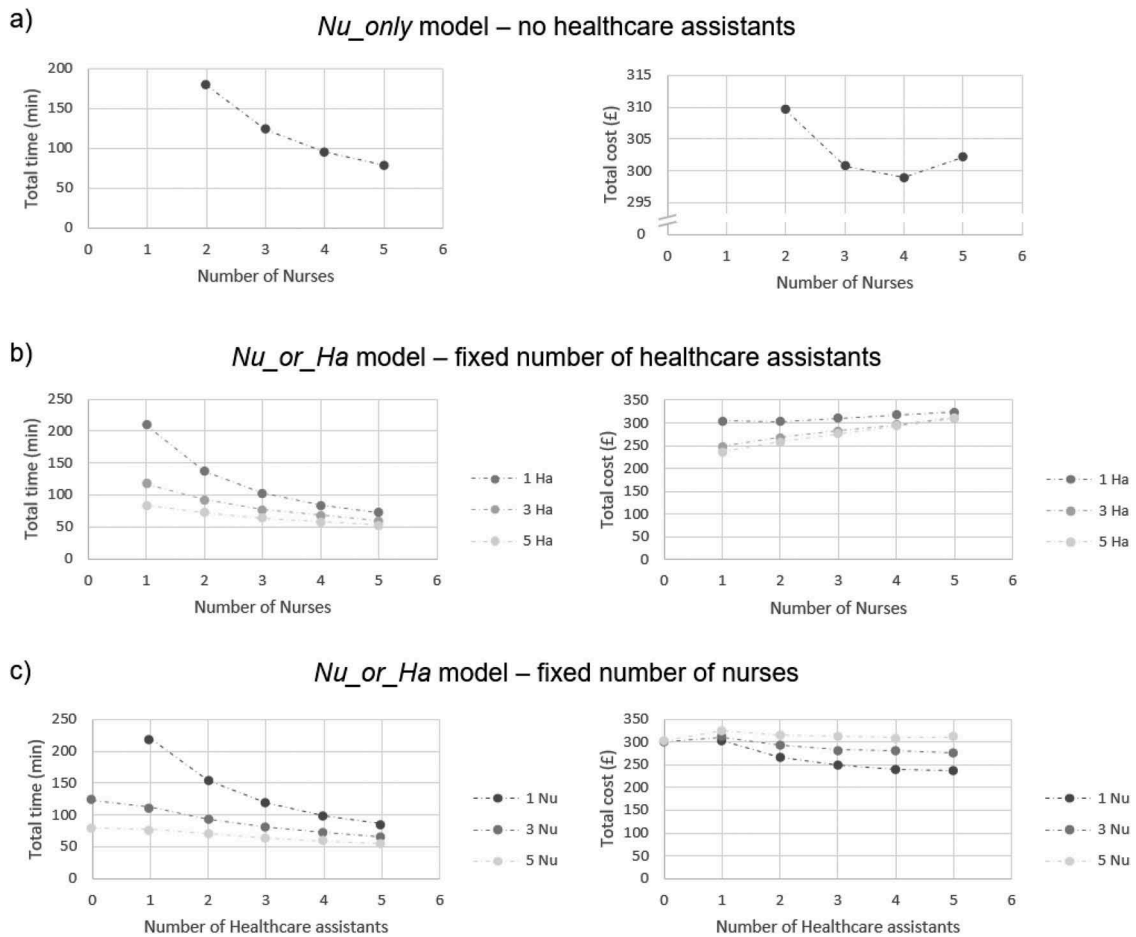 a)
Nu_only model – no healthcare assistants
Total time (min)
200
150
100
50
0
0 1 2 3 4 5 6
Number of Nurses
Total cost (£)
315
310
305
300
295
0
0 1 2 3 4 5 6
Number of Nurses
b)
Nu_or_Ha model – fixed number of healthcare assistants
Total time (min)
250
200
150
100
50
0
0 1 2 3 4 5 6
Number of Nurses
1 Ha
3 Ha
5 Ha
Total cost (£)
350
300
250
200
150
100
50
0
0 1 2 3 4 5 6
Number of Nurses
1 Ha
3 Ha
5 Ha
c)
Nu_or_Ha model – fixed number of nurses
Total time (min)
250
200
150
100
50
0
0 1 2 3 4 5 6
Number of Healthcare assistants
1 Nu
3 Nu
5 Nu
Total cost (£)
350
300
250
200
150
100
50
0
0 1 2 3 4 5 6
Number of Healthcare assistants
1 Nu
3 Nu
5 Nu